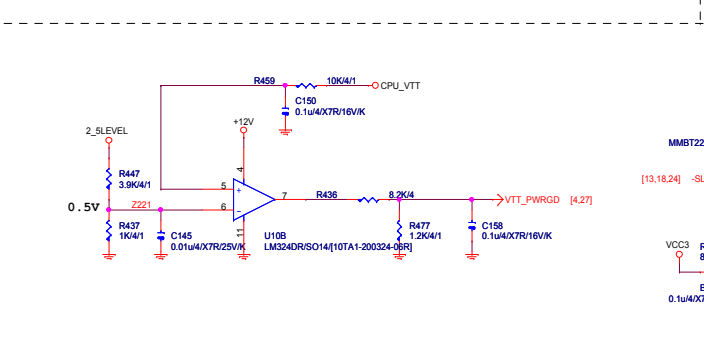 R459
10K/4/1
CPU_VTT
C150
0.1u/4/X7R/16V/K
+12V
2_5LEVEL
MMBT22
R447
3.9K/4/1
4
[13,18,24] -SL
5
+
7
R436
8.2K/4
VTT_PWRGD [4,27]
0.5V
Z221
6
-
R437
1K/4/1
C145
0.01u/4/X7R/25V/K
11
U10B
LM324DR/SO14/[10TA1-200324-06R]
R477
1.2K/4/1
C158
0.1u/4/X7R/16V/K
VCC3
R
8
B
0.1u/4/X7